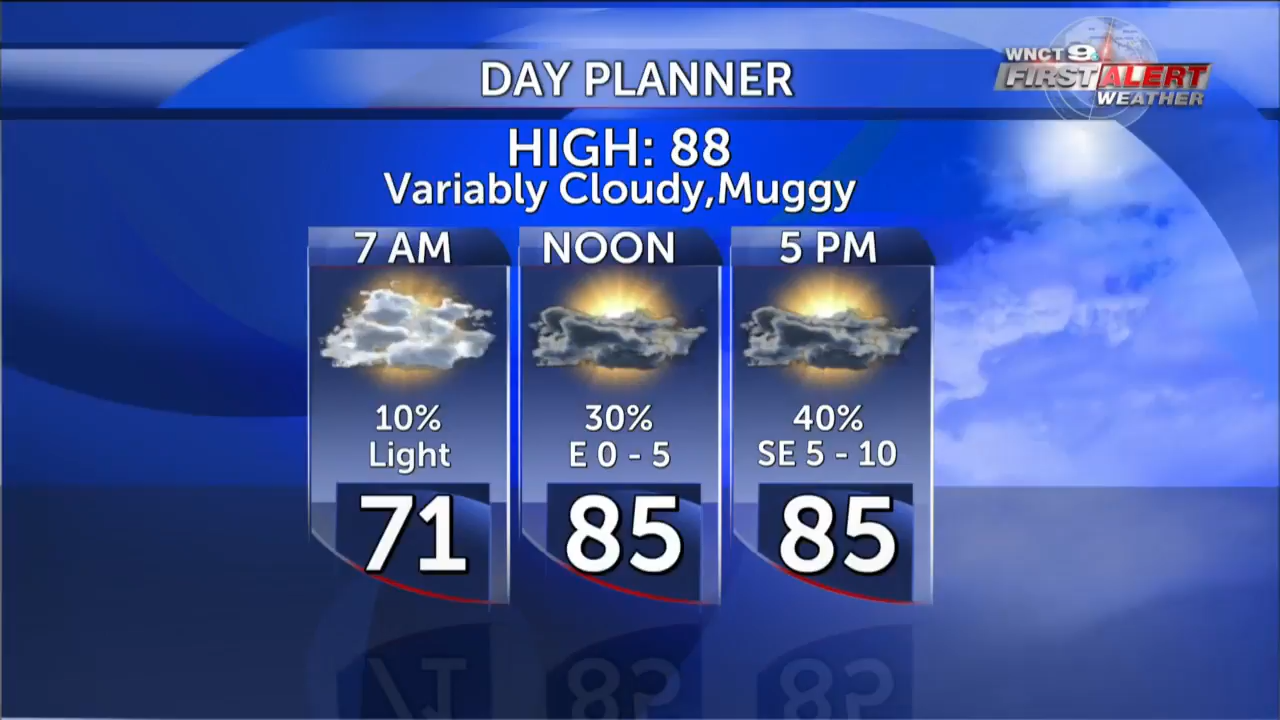 WNCT 9
FIRST ALERT
WEATHER
DAY PLANNER
HIGH: 88
Variably Cloudy,Muggy
7 AM
NOON
5 PM
10%
30%
40%
Light
E 0 - 5
SE 5 - 10
71
85
85